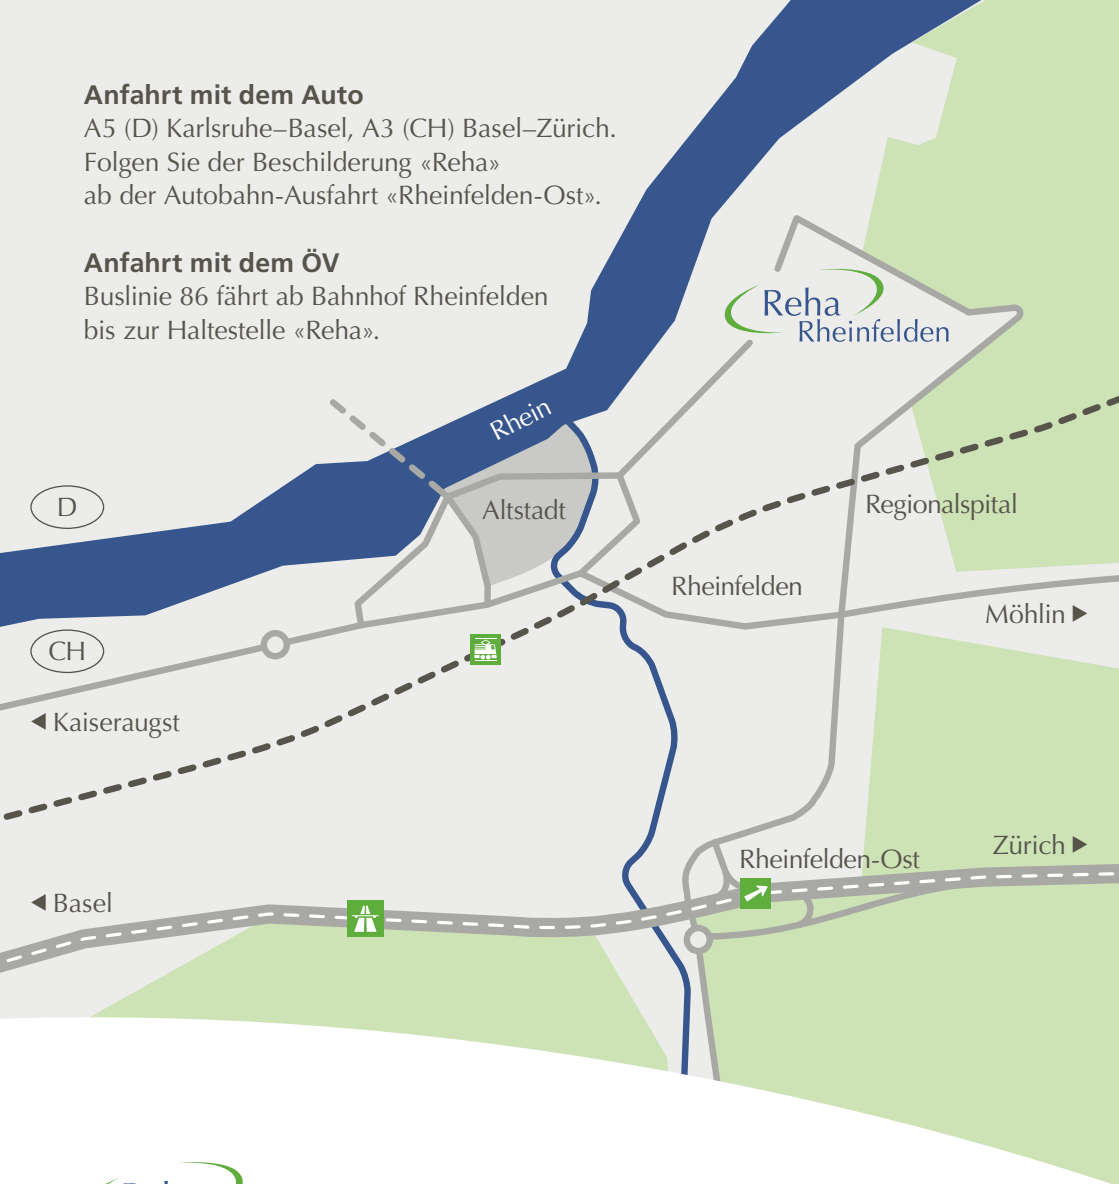 Anfahrt mit dem Auto
A5 (D) Karlsruhe–Basel, A3 (CH) Basel–Zürich.
Folgen Sie der Beschilderung «Reha»
ab der Autobahn-Ausfahrt «Rheinfelden-Ost».
Anfahrt mit dem ÖV
Buslinie 86 fährt ab Bahnhof Rheinfelden
bis zur Haltestelle «Reha».
Reha
Rheinfelden
Rhein
D
Altstadt
Regionalspital
Rheinfelden
Möhlin
CH
Kaiseraugst
Zürich
Rheinfelden-Ost
Basel